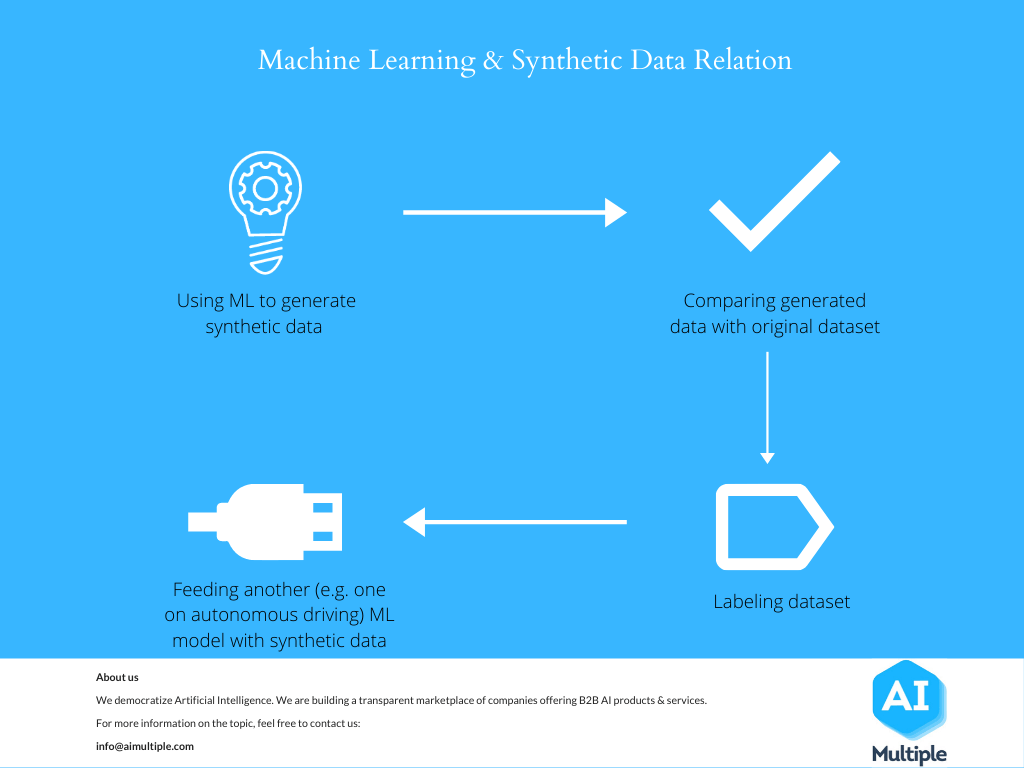 Machine Learning & Synthetic Data Relation
Using ML to generate
synthetic data
Comparing generated
data with original dataset
Feeding another (e.g. one
on autonomous driving) ML
model with synthetic data
Labeling dataset
About us
We democratize Artificial Intelligence. We are building a transparent marketplace of companies offering B2B AI products & services.
For more information on the topic, feel free to contact us:
info@aimultiple.com
AI
Multiple